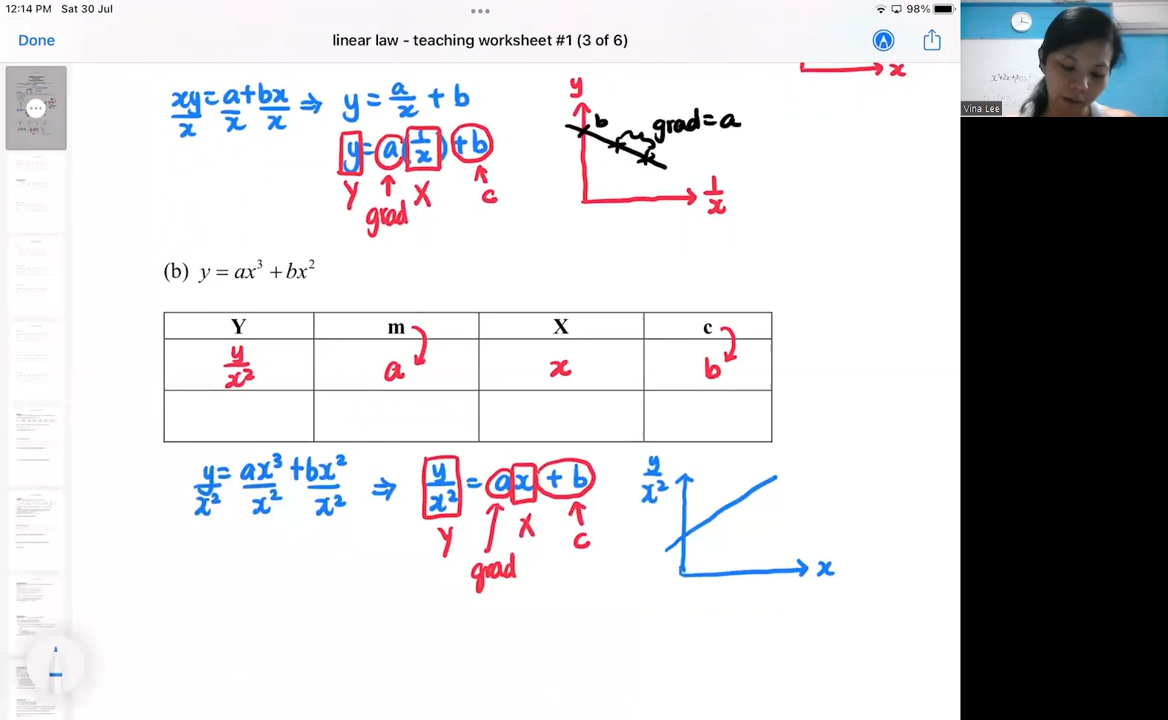 12:14 PM Sat 30 Jul
98%
Done
linear law - teaching worksheet #1 (3 of 6)
Vina Lee
x
xy/x = a/x + bx/x ⇒ y = a/x + b
y = a(1/x) + b
Y grad X c
y
b
grad = a
1/x
(b) y = ax³ + bx²
Y m X c
y/x² a x b
y/x² = ax³/x² + bx²/x² ⇒ y/x² = ax + b
Y grad X c
y/x²
x